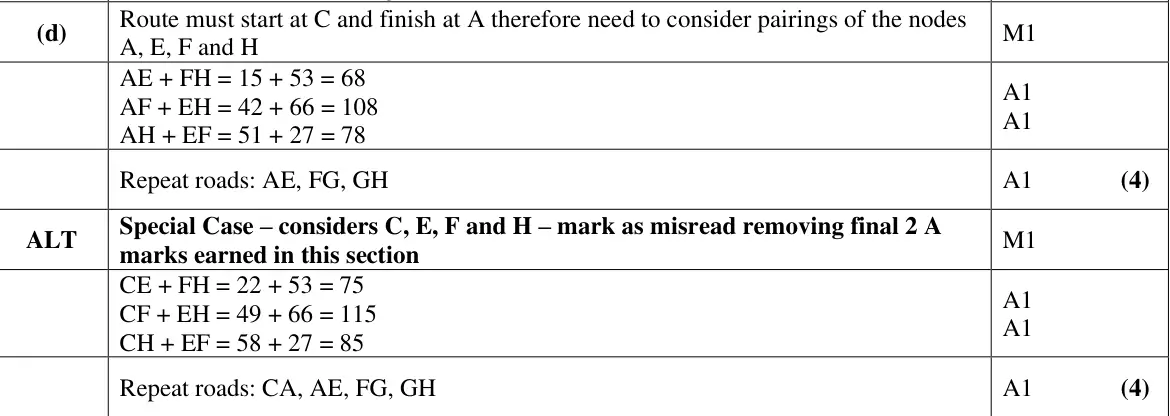 (d) Route must start at C and finish at A therefore need to consider pairings of the nodes
A, E, F and H M1
AE + FH = 15 + 53 = 68
AF + EH = 42 + 66 = 108
AH + EF = 51 + 27 = 78
A1
A1
Repeat roads: AE, FG, GH A1 (4)
ALT Special Case – considers C, E, F and H – mark as misread removing final 2 A
marks earned in this section M1
CE + FH = 22 + 53 = 75
CF + EH = 49 + 66 = 115
CH + EF = 58 + 27 = 85
A1
A1
Repeat roads: CA, AE, FG, GH A1 (4)